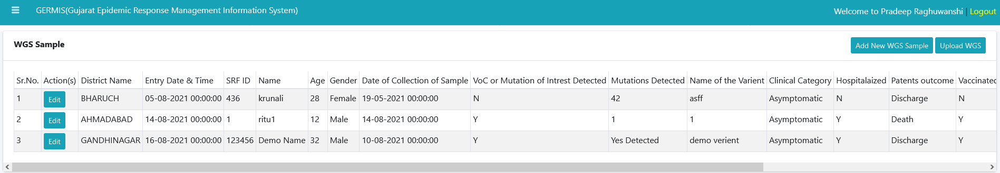 GERMIS(Gujarat Epidemic Response Management Information System)
Welcome to Pradeep Raghuwanshi | Logout
WGS Sample
Add New WGS Sample Upload WGS
Sr.No. Action(s) District Name Entry Date & Time SRF ID Name Age Gender Date of Collection of Sample VoC or Mutation of Intrest Detected Mutations Detected Name of the Varient Clinical Category Hospitalaized Patents outcome Vaccinated
1 Edit BHARUCH 05-08-2021 00:00:00 436 krunali 28 Female 19-05-2021 00:00:00 N 42 asff Asymptomatic N Discharge N
2 Edit AHMADABAD 14-08-2021 00:00:00 1 ritu1 12 Male 14-08-2021 00:00:00 Y 1 1 Asymptomatic Y Death Y
3 Edit GANDHINAGAR 16-08-2021 00:00:00 123456 Demo Name 32 Male 10-08-2021 00:00:00 Y Yes Detected demo verient Asymptomatic Y Discharge Y